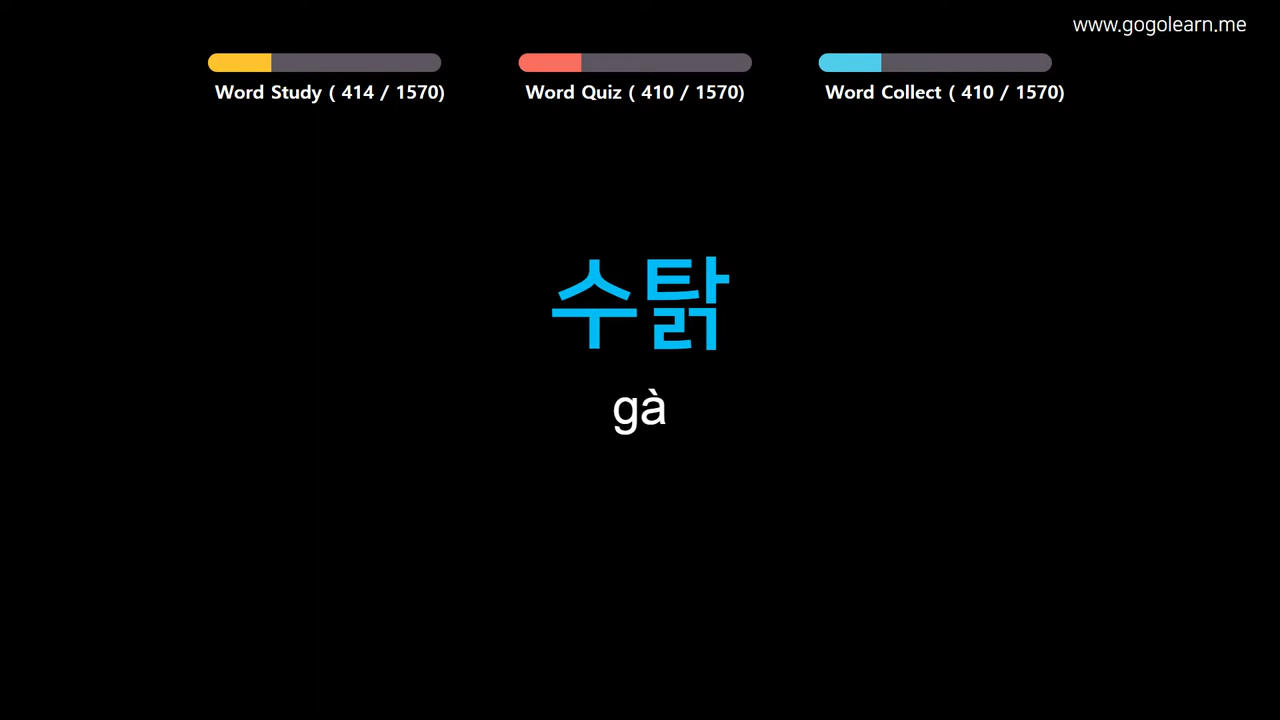 www.gogolearn.me
Word Study ( 414 / 1570)
Word Quiz ( 410 / 1570)
Word Collect ( 410 / 1570)
수탉
gà